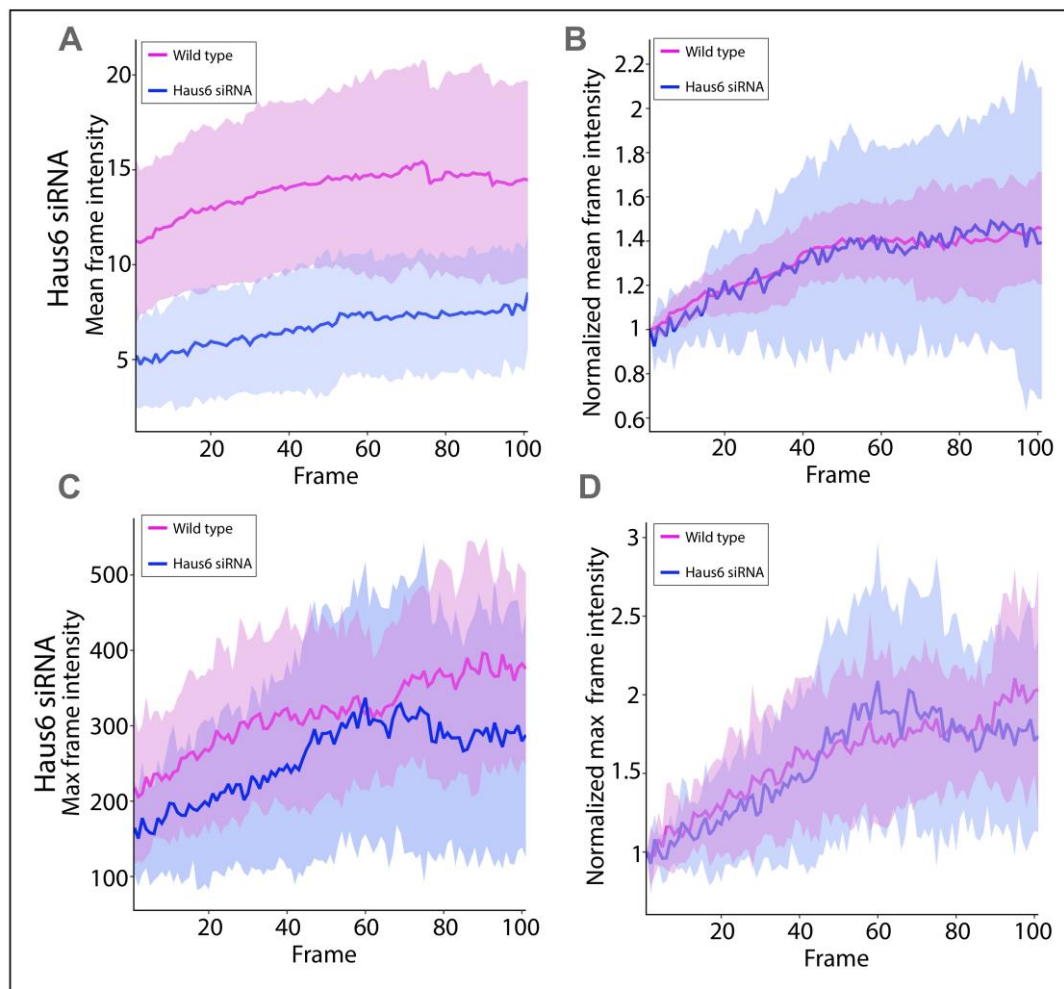 A
Wild type
Haus6 siRNA
Haus6 siRNA
Mean frame intensity
20
15
10
5
20
40
60
80
100
Frame
B
Wild type
Haus6 siRNA
Normalized mean frame intensity
2.2
2
1.8
1.6
1.4
1.2
1
0.8
0.6
20
40
60
80
100
Frame
C
Wild type
Haus6 siRNA
Haus6 siRNA
Max frame intensity
500
400
300
200
100
20
40
60
80
100
Frame
D
Wild type
Haus6 siRNA
Normalized max frame intensity
3
2.5
2
1.5
1
20
40
60
80
100
Frame